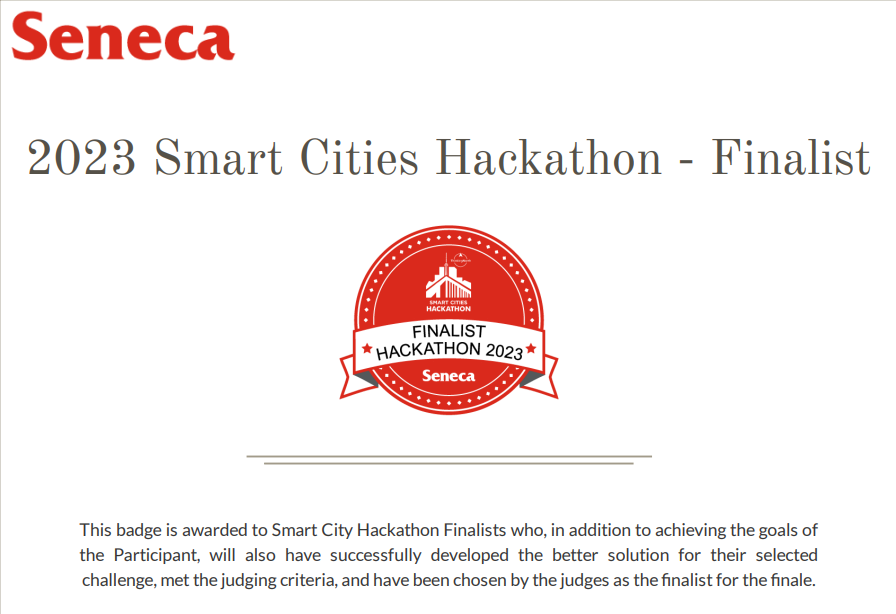 Seneca
2023 Smart Cities Hackathon - Finalist
SMART CITIES
HACKATHON
FINALIST
HACKATHON 2023
Seneca
This badge is awarded to Smart City Hackathon Finalists who, in addition to achieving the goals of
the Participant, will also have successfully developed the better solution for their selected
challenge, met the judging criteria, and have been chosen by the judges as the finalist for the finale.